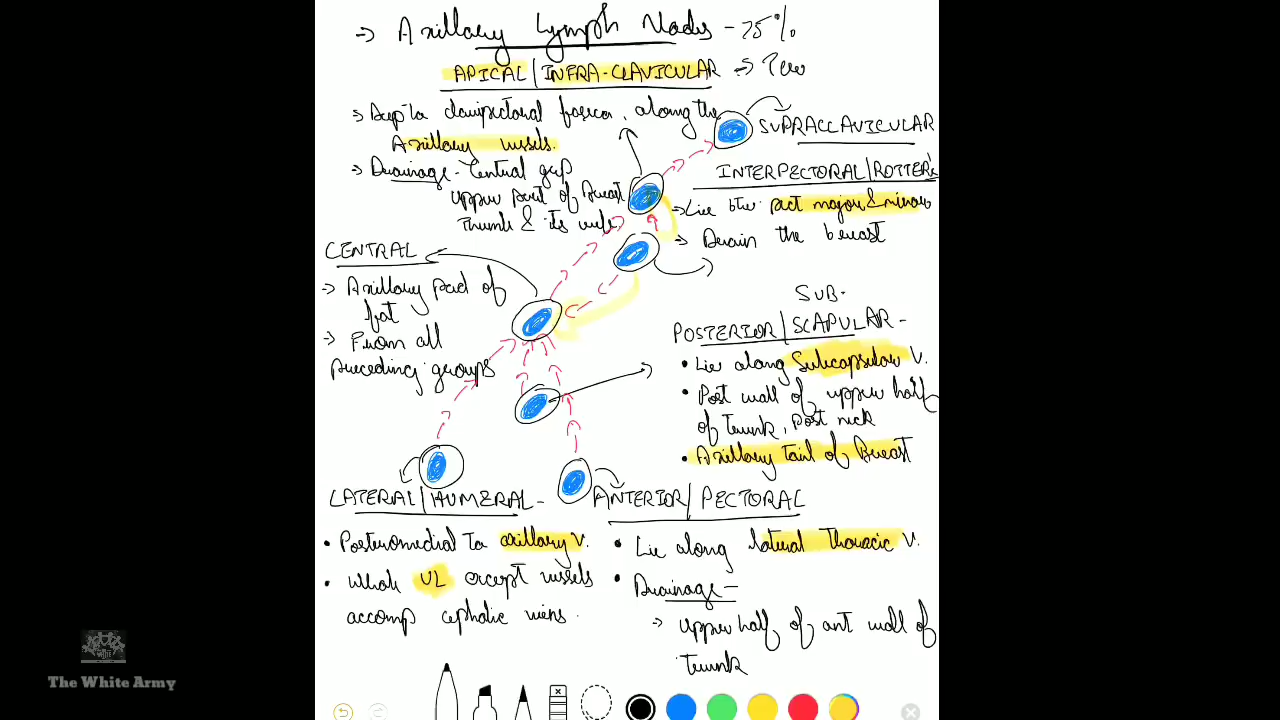 ⇒ Axillary Lymph Nodes - 75%
APICAL / INFRA-CLAVICULAR
⇒ Deep to clavipectoral fascia, along the
Axillary vessels.
⇒ Drainage - Central grp
Upper part of Breast
Thumb & its web
SUPRACLAVICULAR
INTERPECTORAL / ROTTER'S
⇒ Lie btw pect major & minor
⇒ Drain the breast
CENTRAL
⇒ Axillary pad of
fat
⇒ From all
preceding groups
SUB-
POSTERIOR / SCAPULAR -
• Lie along Subcapsular V.
• Post wall of upper half
of trunk, Post neck
• Axillary tail of Breast
LATERAL / HUMERAL -
• Posteromedial to axillary V.
• Whole UL except vessels
accomp cephalic veins.
ANTERIOR / PECTORAL
• Lie along lateral Thoracic V.
• Drainage -
⇒ Upper half of ant wall of
trunk
The White Army